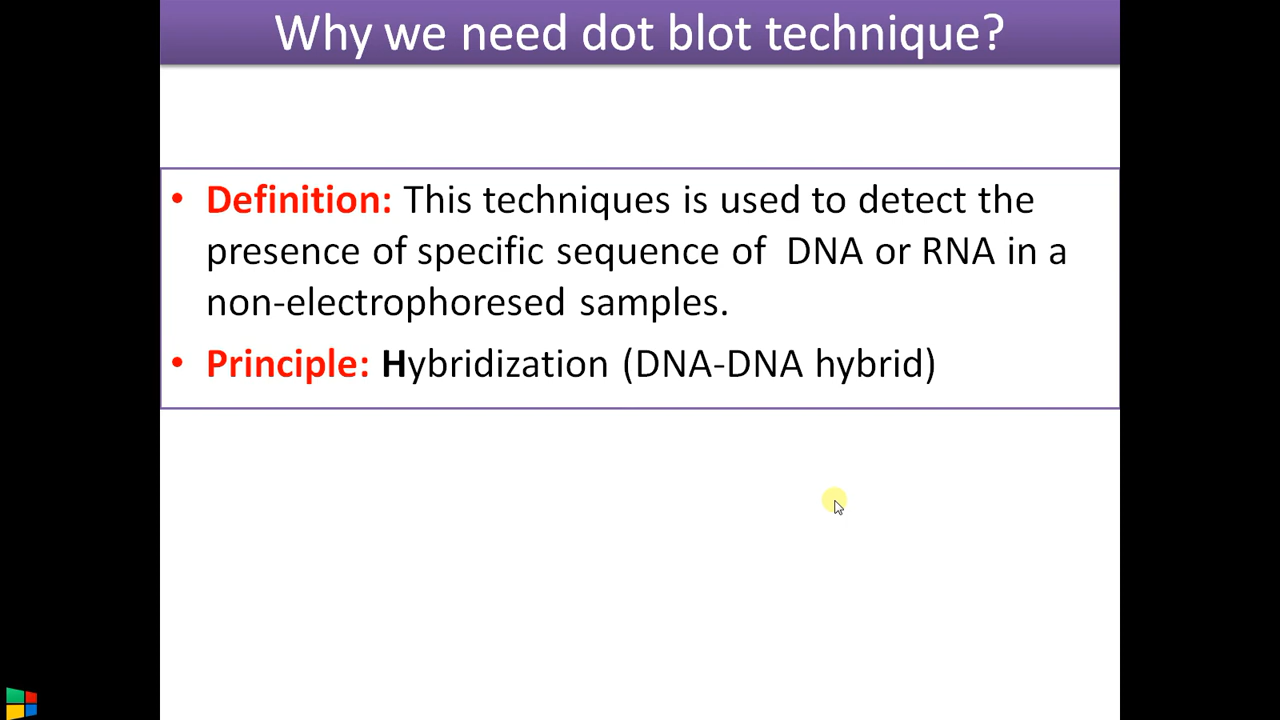 Why we need dot blot technique?
• Definition: This techniques is used to detect the
presence of specific sequence of  DNA or RNA in a
non-electrophoresed samples.
• Principle: Hybridization (DNA-DNA hybrid)